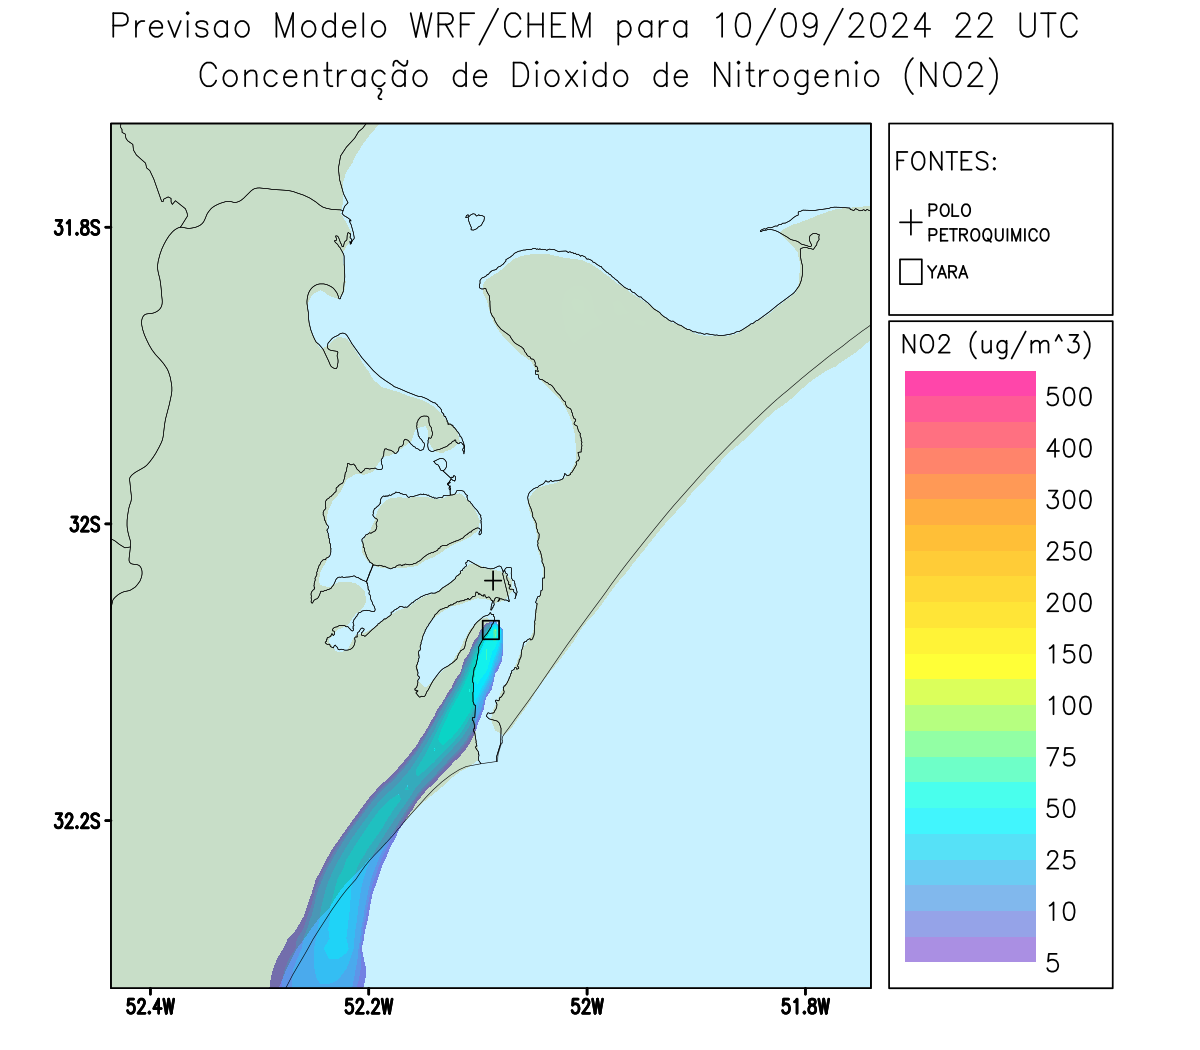 Previsao Modelo WRF/CHEM para 10/09/2024 22 UTC
Concentração de Dioxido de Nitrogenio (NO2)
FONTES:
POLO
PETROQUIMICO
YARA
NO2 (ug/m^3)
500
400
300
250
200
150
100
75
50
25
10
5
31.8S
32S
32.2S
52.4W
52.2W
52W
51.8W